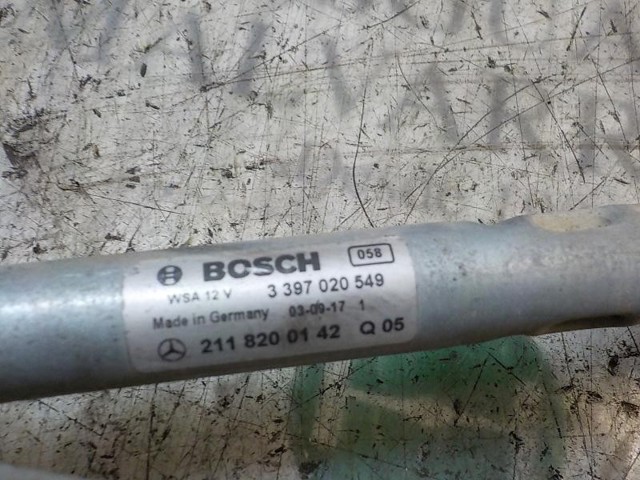 BOSCH 058
WSA 12 V 3 397 020 549
Made in Germany 03-09-17 1
211 820 01 42 Q 05